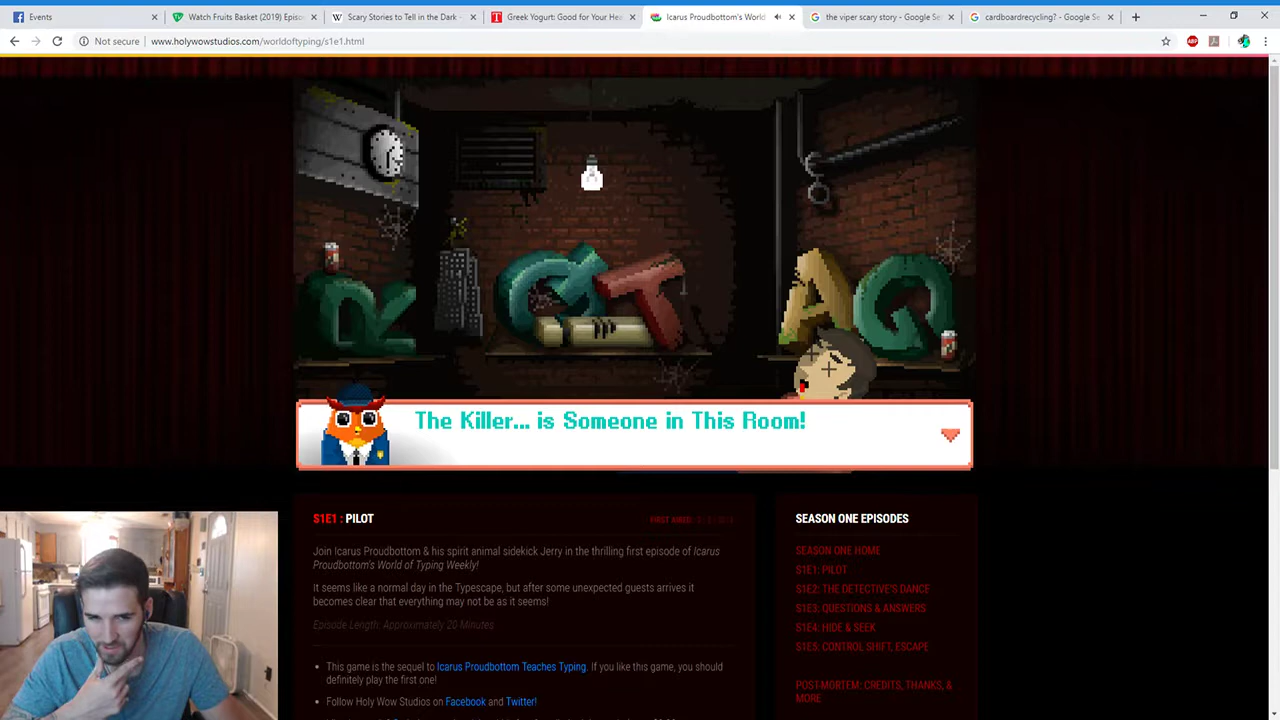 Events
Watch Fruits Basket (2019) Episo
Scary Stories to Tell in the Dark -
Greek Yogurt: Good for Your Hea
Icarus Proudbottom's World
the viper scary story - Google Se
cardboardrecycling? - Google Se
Not secure | www.holywowstudios.com/worldoftyping/s1e1.html
ABP
R G T A Q
The Killer... is Someone in This Room!
S1E1 : PILOT
Join Icarus Proudbottom & his spirit animal sidekick Jerry in the thrilling first episode of Icarus
Proudbottom's World of Typing Weekly!
It seems like a normal day in the Typescape, but after some unexpected guests arrives it
becomes clear that everything may not be as it seems!
Episode Length: Approximately 20 Minutes
This game is the sequel to Icarus Proudbottom Teaches Typing. If you like this game, you should
definitely play the first one!
Follow Holy Wow Studios on Facebook and Twitter!
SEASON ONE EPISODES
SEASON ONE HOME
S1E1: PILOT
S1E2: THE DETECTIVE'S DANCE
S1E3: QUESTIONS & ANSWERS
S1E4: HIDE & SEEK
S1E5: CONTROL SHIFT, ESCAPE
POST-MORTEM: CREDITS, THANKS, &
MORE